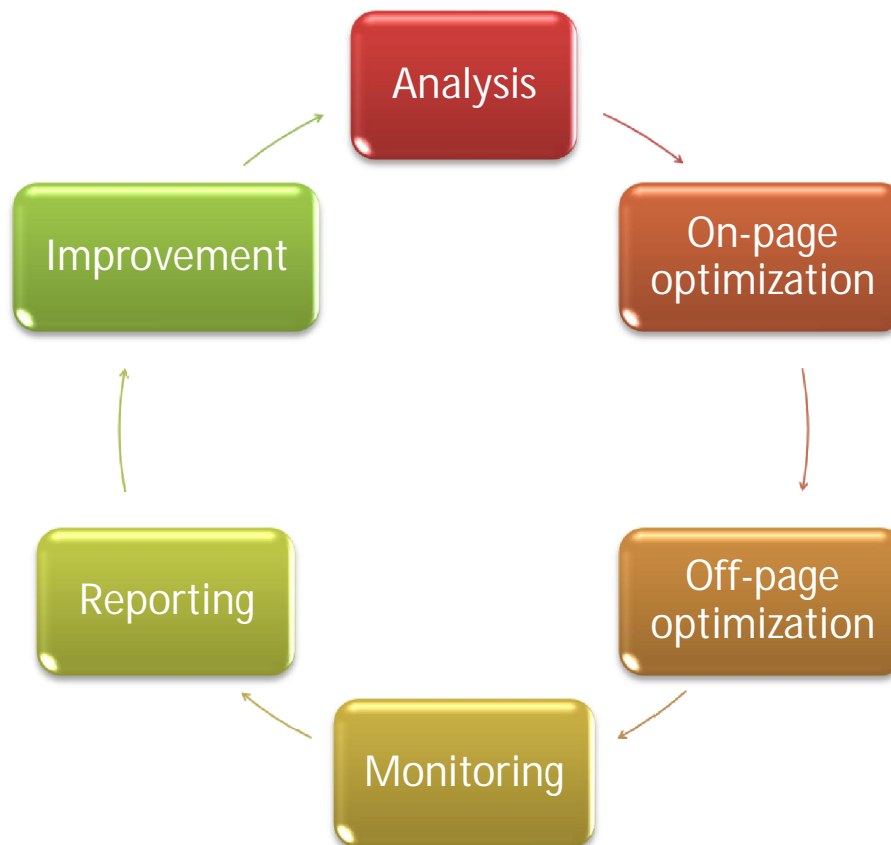 Analysis
On-page
optimization
Off-page
optimization
Monitoring
Reporting
Improvement